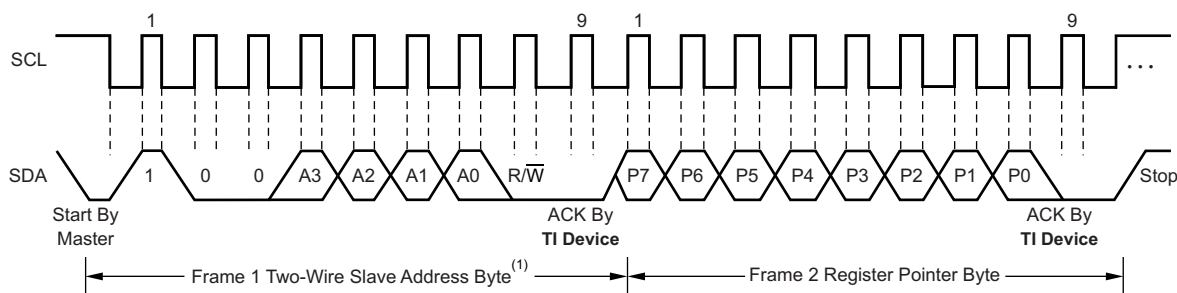 1 9 1 9
SCL
. . .
SDA
1 0 0 A3 A2 A1 A0 R/W̅ P7 P6 P5 P4 P3 P2 P1 P0 Stop
Start By
Master
ACK By
TI Device
ACK By
TI Device
Frame 1 Two-Wire Slave Address Byte(1)
Frame 2 Register Pointer Byte